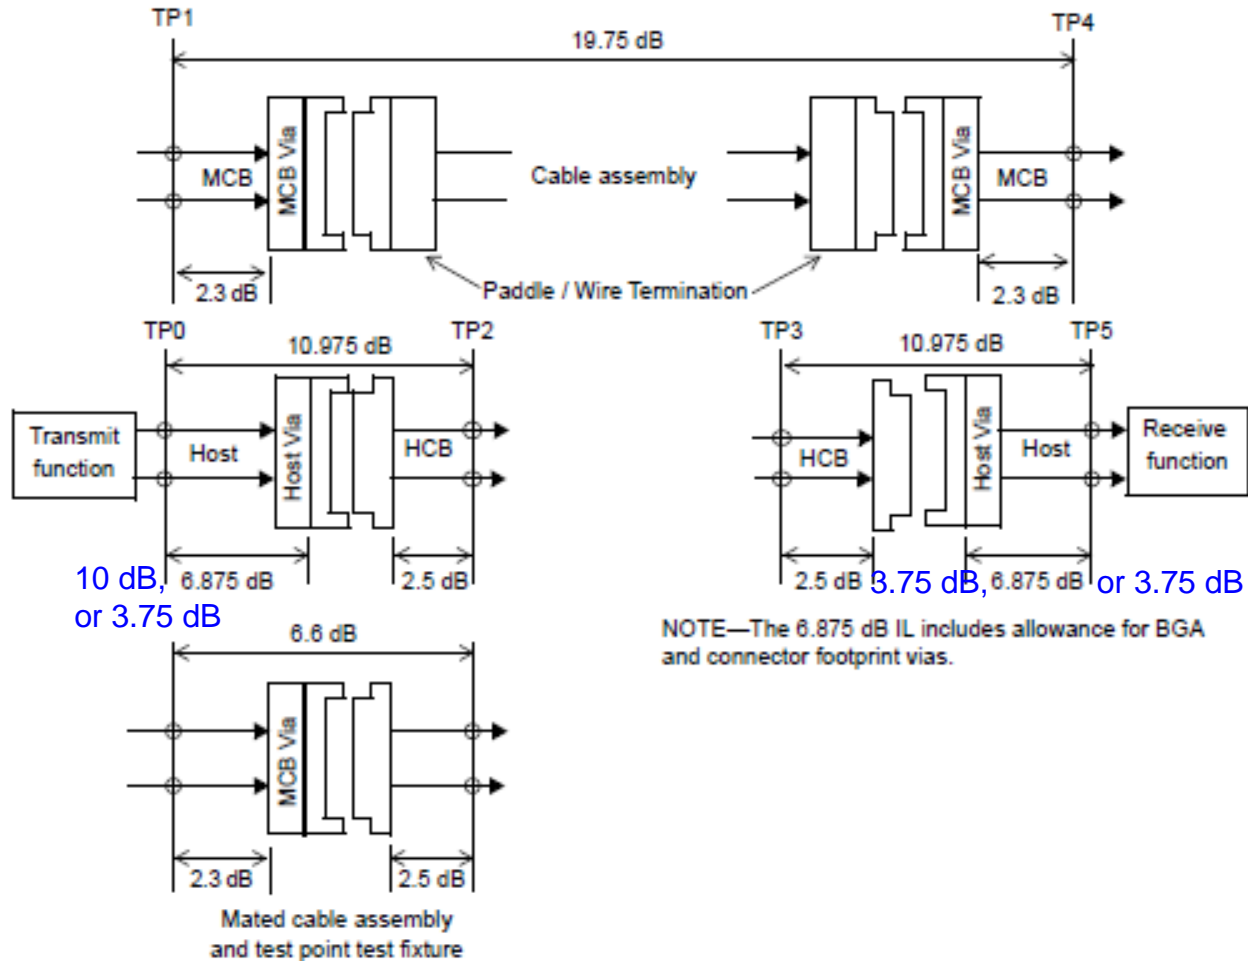 TP1
TP4
19.75 dB
MCB
MCB Via
Cable assembly
MCB Via
MCB
2.3 dB
Paddle / Wire Termination
2.3 dB
TP0
TP2
10.975 dB
TP3
TP5
10.975 dB
Transmit
function
Host
Host Via
HCB
HCB
Host Via
Host
Receive
function
6.875 dB
2.5 dB
10 dB,
or 3.75 dB
2.5 dB
3.75 dB,
6.875 dB
or 3.75 dB
NOTE—The 6.875 dB IL includes allowance for BGA
and connector footprint vias.
6.6 dB
MCB Via
2.3 dB
2.5 dB
Mated cable assembly
and test point test fixture